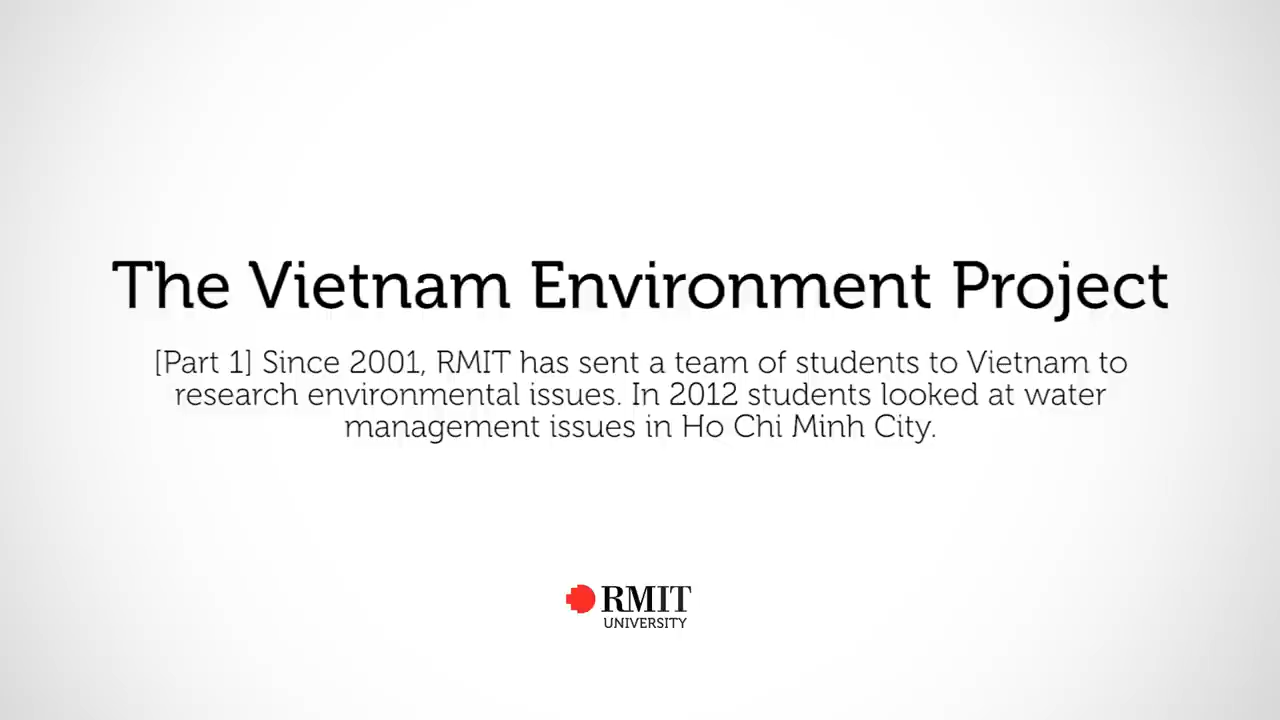 The Vietnam Environment Project
[Part 1] Since 2001, RMIT has sent a team of students to Vietnam to
research environmental issues. In 2012 students looked at water
management issues in Ho Chi Minh City.
RMIT
UNIVERSITY